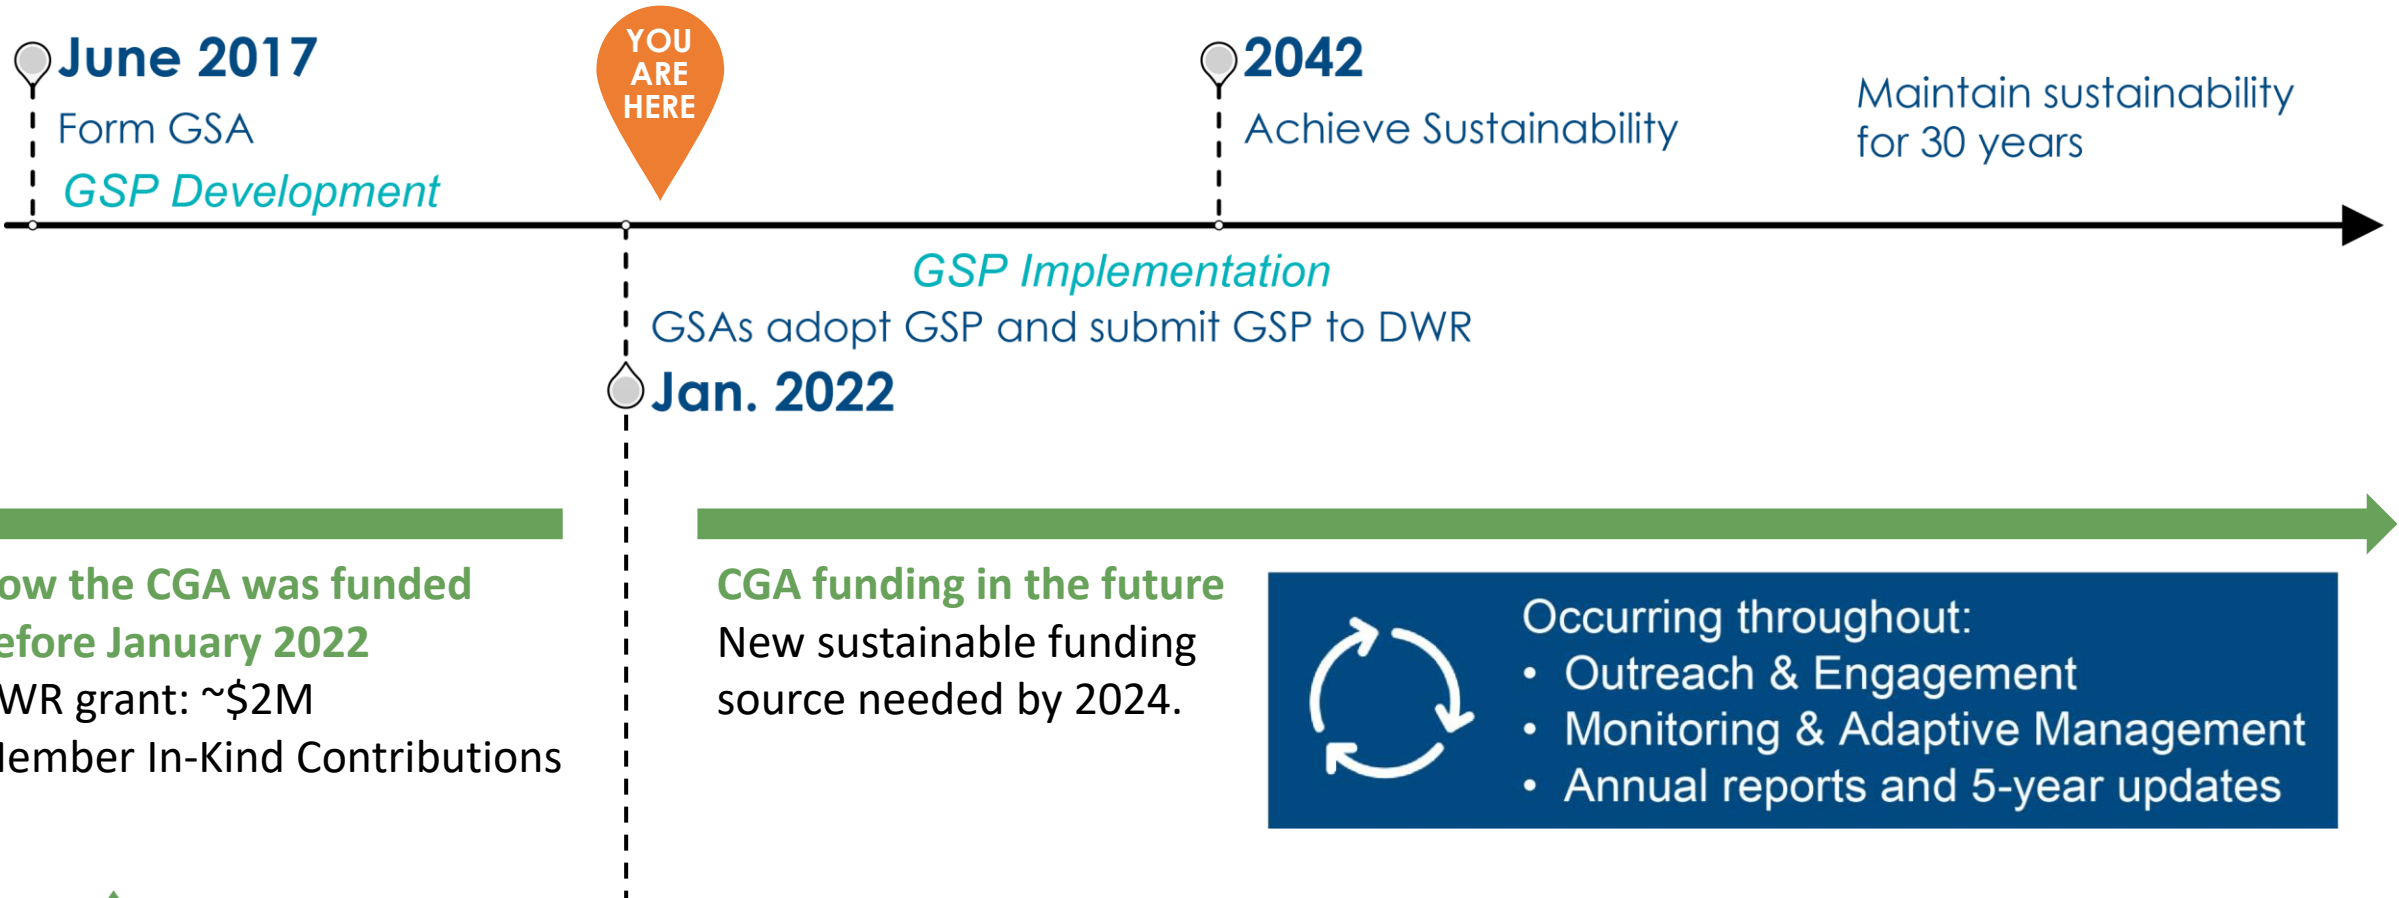 June 2017
Form GSA
GSP Development
YOU
ARE
HERE
2042
Achieve Sustainability
Maintain sustainability
for 30 years
GSP Implementation
GSAs adopt GSP and submit GSP to DWR
Jan. 2022
ow the CGA was funded
efore January 2022
WR grant: ~$2M
ember In-Kind Contributions
CGA funding in the future
New sustainable funding
source needed by 2024.
Occurring throughout:
• Outreach & Engagement
• Monitoring & Adaptive Management
• Annual reports and 5-year updates